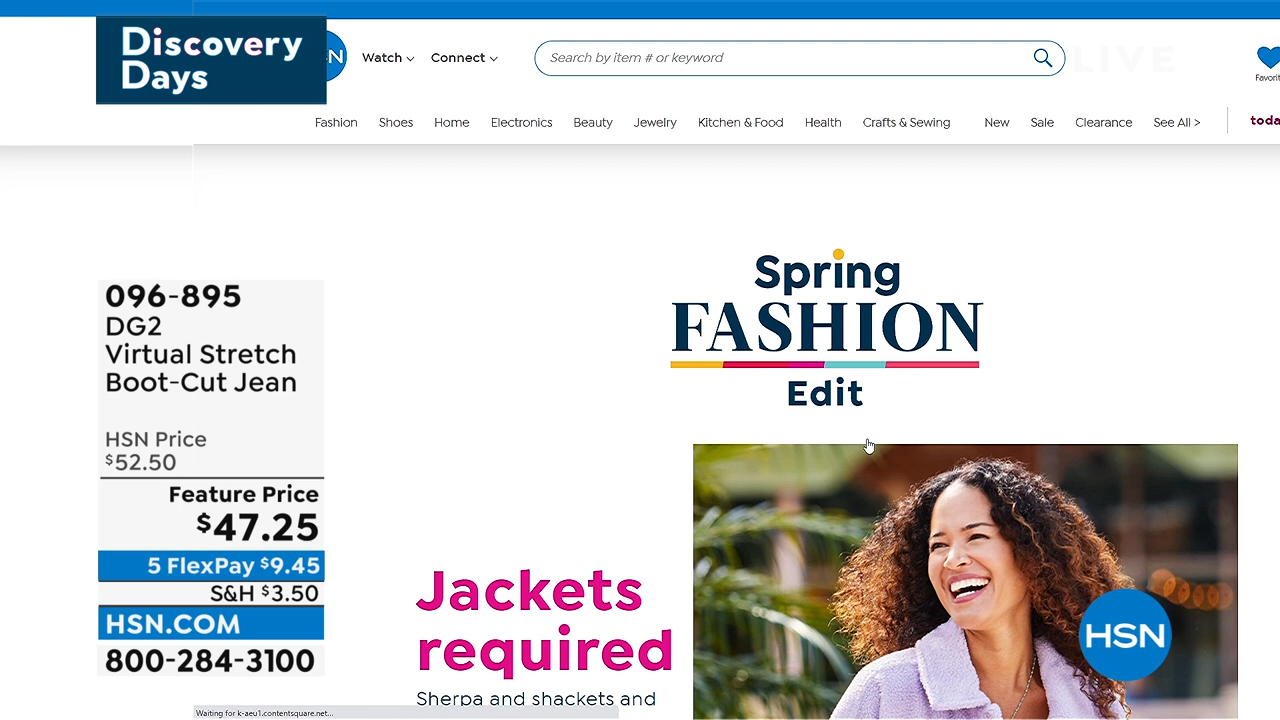 Discovery
Days
N
Watch
Connect
Search by item # or keyword
LIVE
Favorit
Fashion
Shoes
Home
Electronics
Beauty
Jewelry
Kitchen & Food
Health
Crafts & Sewing
New
Sale
Clearance
See All >
toda
Spring
FASHION
Edit
096-895
DG2
Virtual Stretch
Boot-Cut Jean
HSN Price
$52.50
Feature Price
$47.25
5 FlexPay $9.45
S&H $3.50
HSN.COM
800-284-3100
Jackets
required
Sherpa and shackets and
HSN
Waiting for k-aeu1.contentsquare.net...